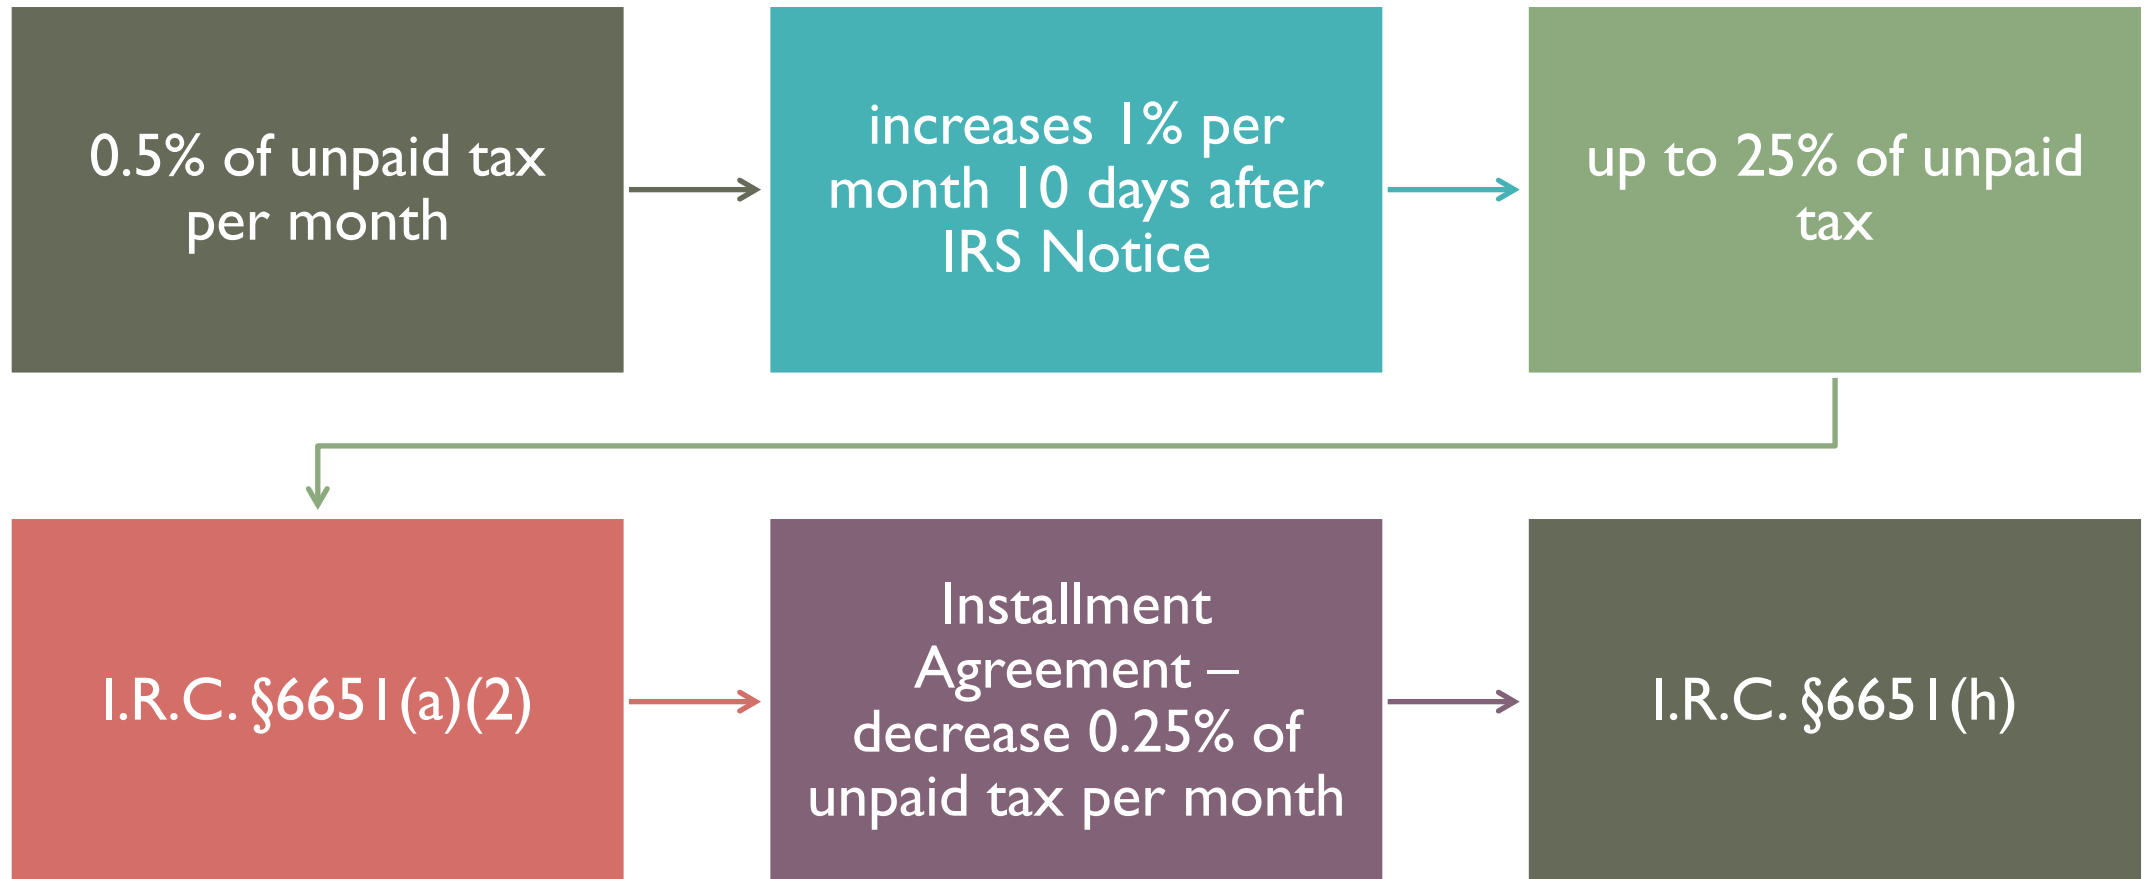 0.5% of unpaid tax
per month
increases 1% per
month 10 days after
IRS Notice
up to 25% of unpaid
tax
I.R.C. §6651(a)(2)
Installment
Agreement –
decrease 0.25% of
unpaid tax per month
I.R.C. §6651(h)